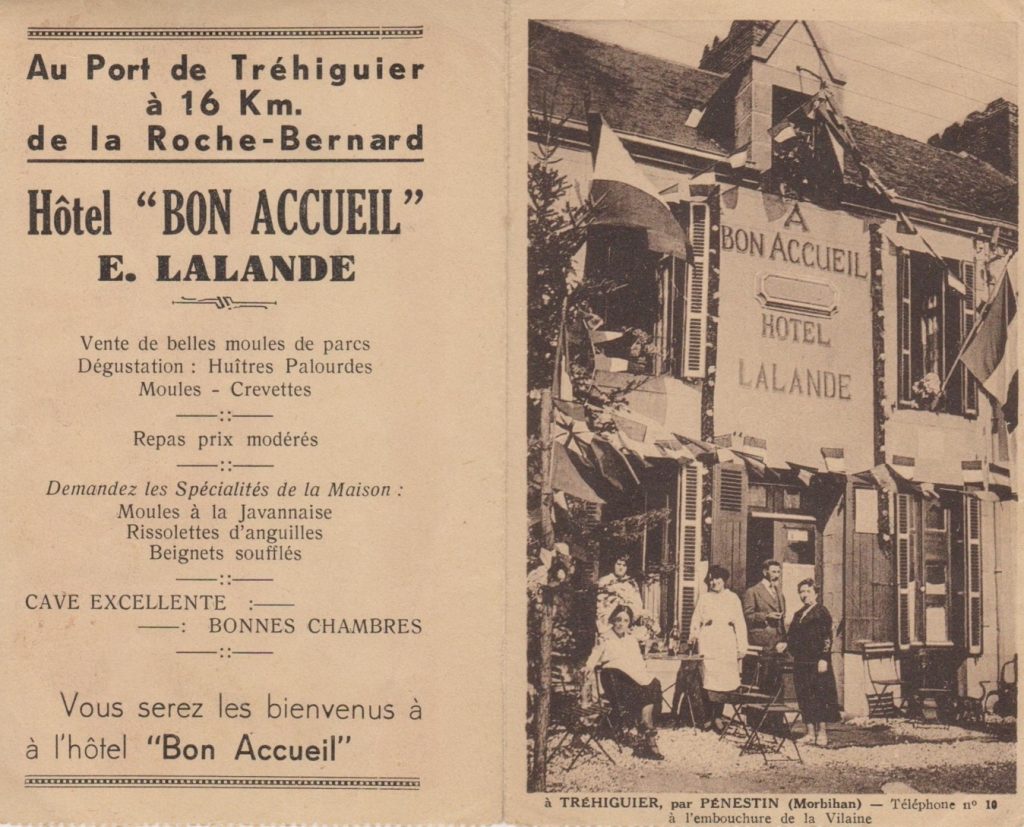 Au Port de Tréhiguier
à 16 Km.
de la Roche-Bernard
Hôtel "BON ACCUEIL"
E. LALANDE
Vente de belles moules de parcs
Dégustation : Huîtres Palourdes
Moules - Crevettes
Repas prix modérés
Demandez les Spécialités de la Maison :
Moules à la Javannaise
Rissolettes d'anguilles
Beignets soufflés
CAVE EXCELLENTE :—
—: BONNES CHAMBRES
Vous serez les bienvenus à
à l'hôtel "Bon Accueil"
A
BON ACCUEIL
HOTEL
LALANDE
à TRÉHIGUIER, par PÉNESTIN (Morbihan) — Téléphone nº 10
à l'embouchure de la Vilaine